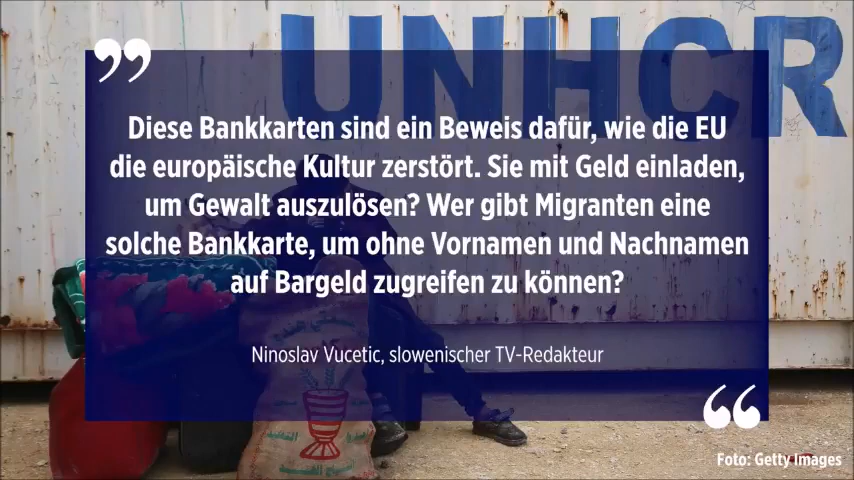 UNHCR
”
Diese Bankkarten sind ein Beweis dafür, wie die EU
die europäische Kultur zerstört. Sie mit Geld einladen,
um Gewalt auszulösen? Wer gibt Migranten eine
solche Bankkarte, um ohne Vornamen und Nachnamen
auf Bargeld zugreifen zu können?
Ninoslav Vucetic, slowenischer TV-Redakteur
“
Foto: Getty Images